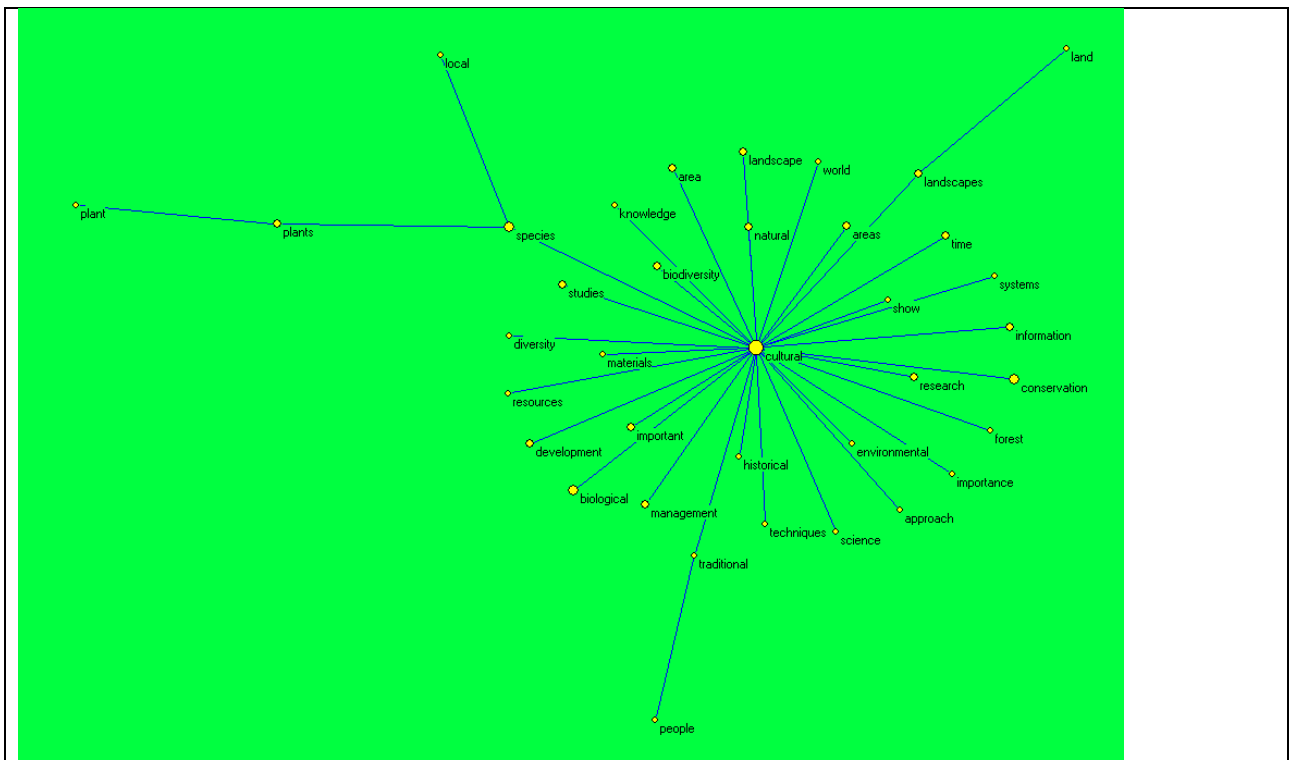 local
land
landscape
world
area
landscapes
plant
knowledge
plants
species
natural
areas
time
biodiversity
studies
systems
show
information
diversity
cultural
materials
research
conservation
resources
important
forest
development
environmental
historical
importance
biological
management
approach
techniques
science
traditional
people